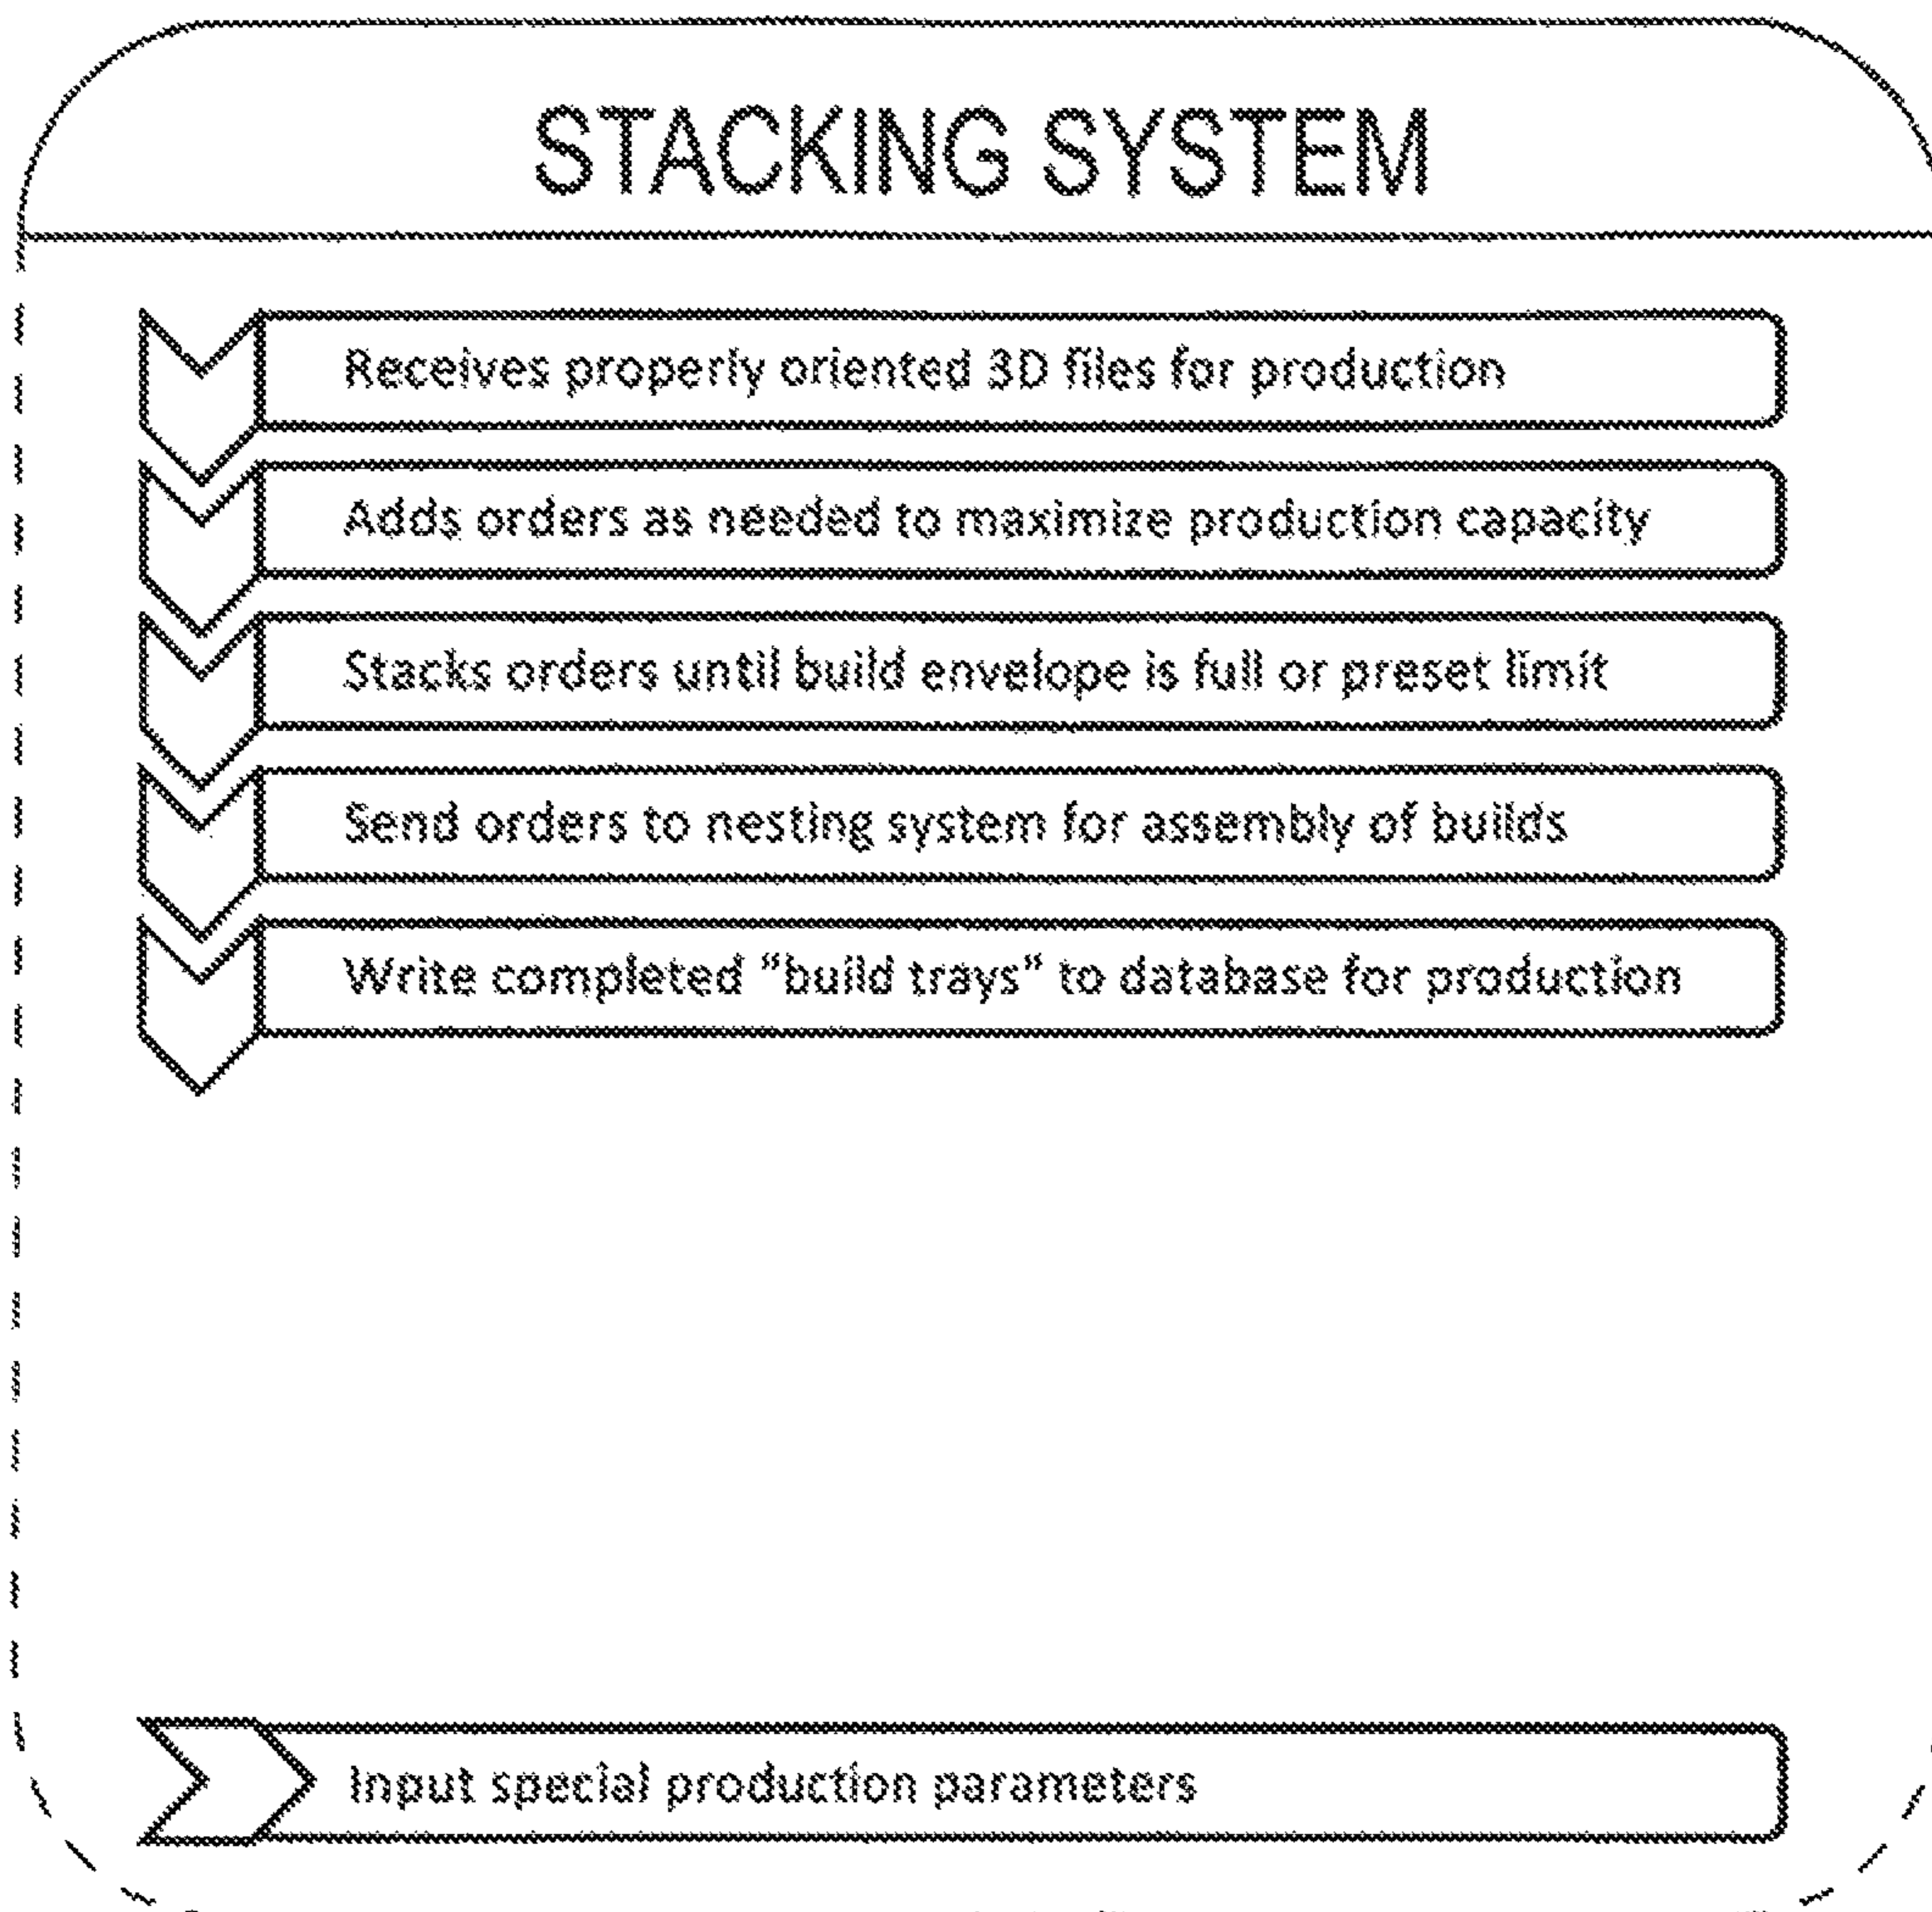 STACKING SYSTEM
Receives properly oriented 3D files for production
Adds orders as needed to maximize production capacity
Stacks orders until build envelope is full or preset limit
Send orders to nesting system for assembly of builds
Write completed “build trays“ to database for production
Input special production parameters